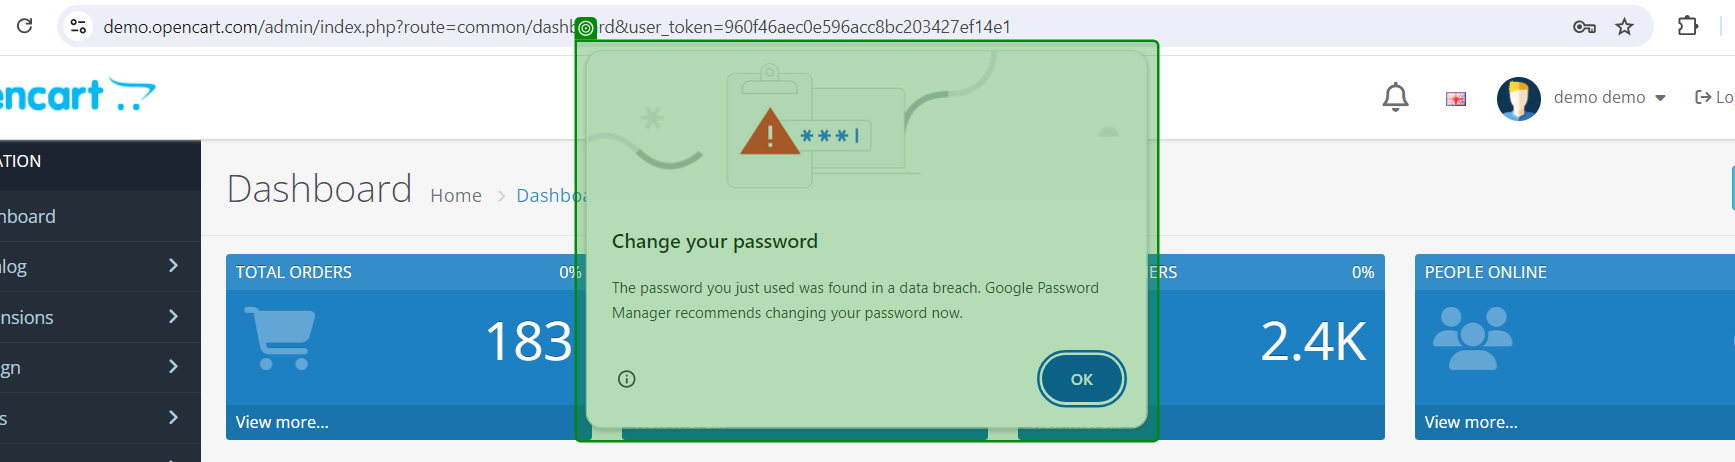 demo.opencart.com/admin/index.php?route=common/dashb rd&user_token=960f46aec0e596acc8bc203427ef14e1
encart
demo demo
Lo
ATION
Dashboard
Home
Dashboa
nboard
alog
nsions
gn
s
TOTAL ORDERS
0%
183
View more...
***
Change your password
The password you just used was found in a data breach. Google Password
Manager recommends changing your password now.
OK
ERS
0%
2.4K
PEOPLE ONLINE
View more...